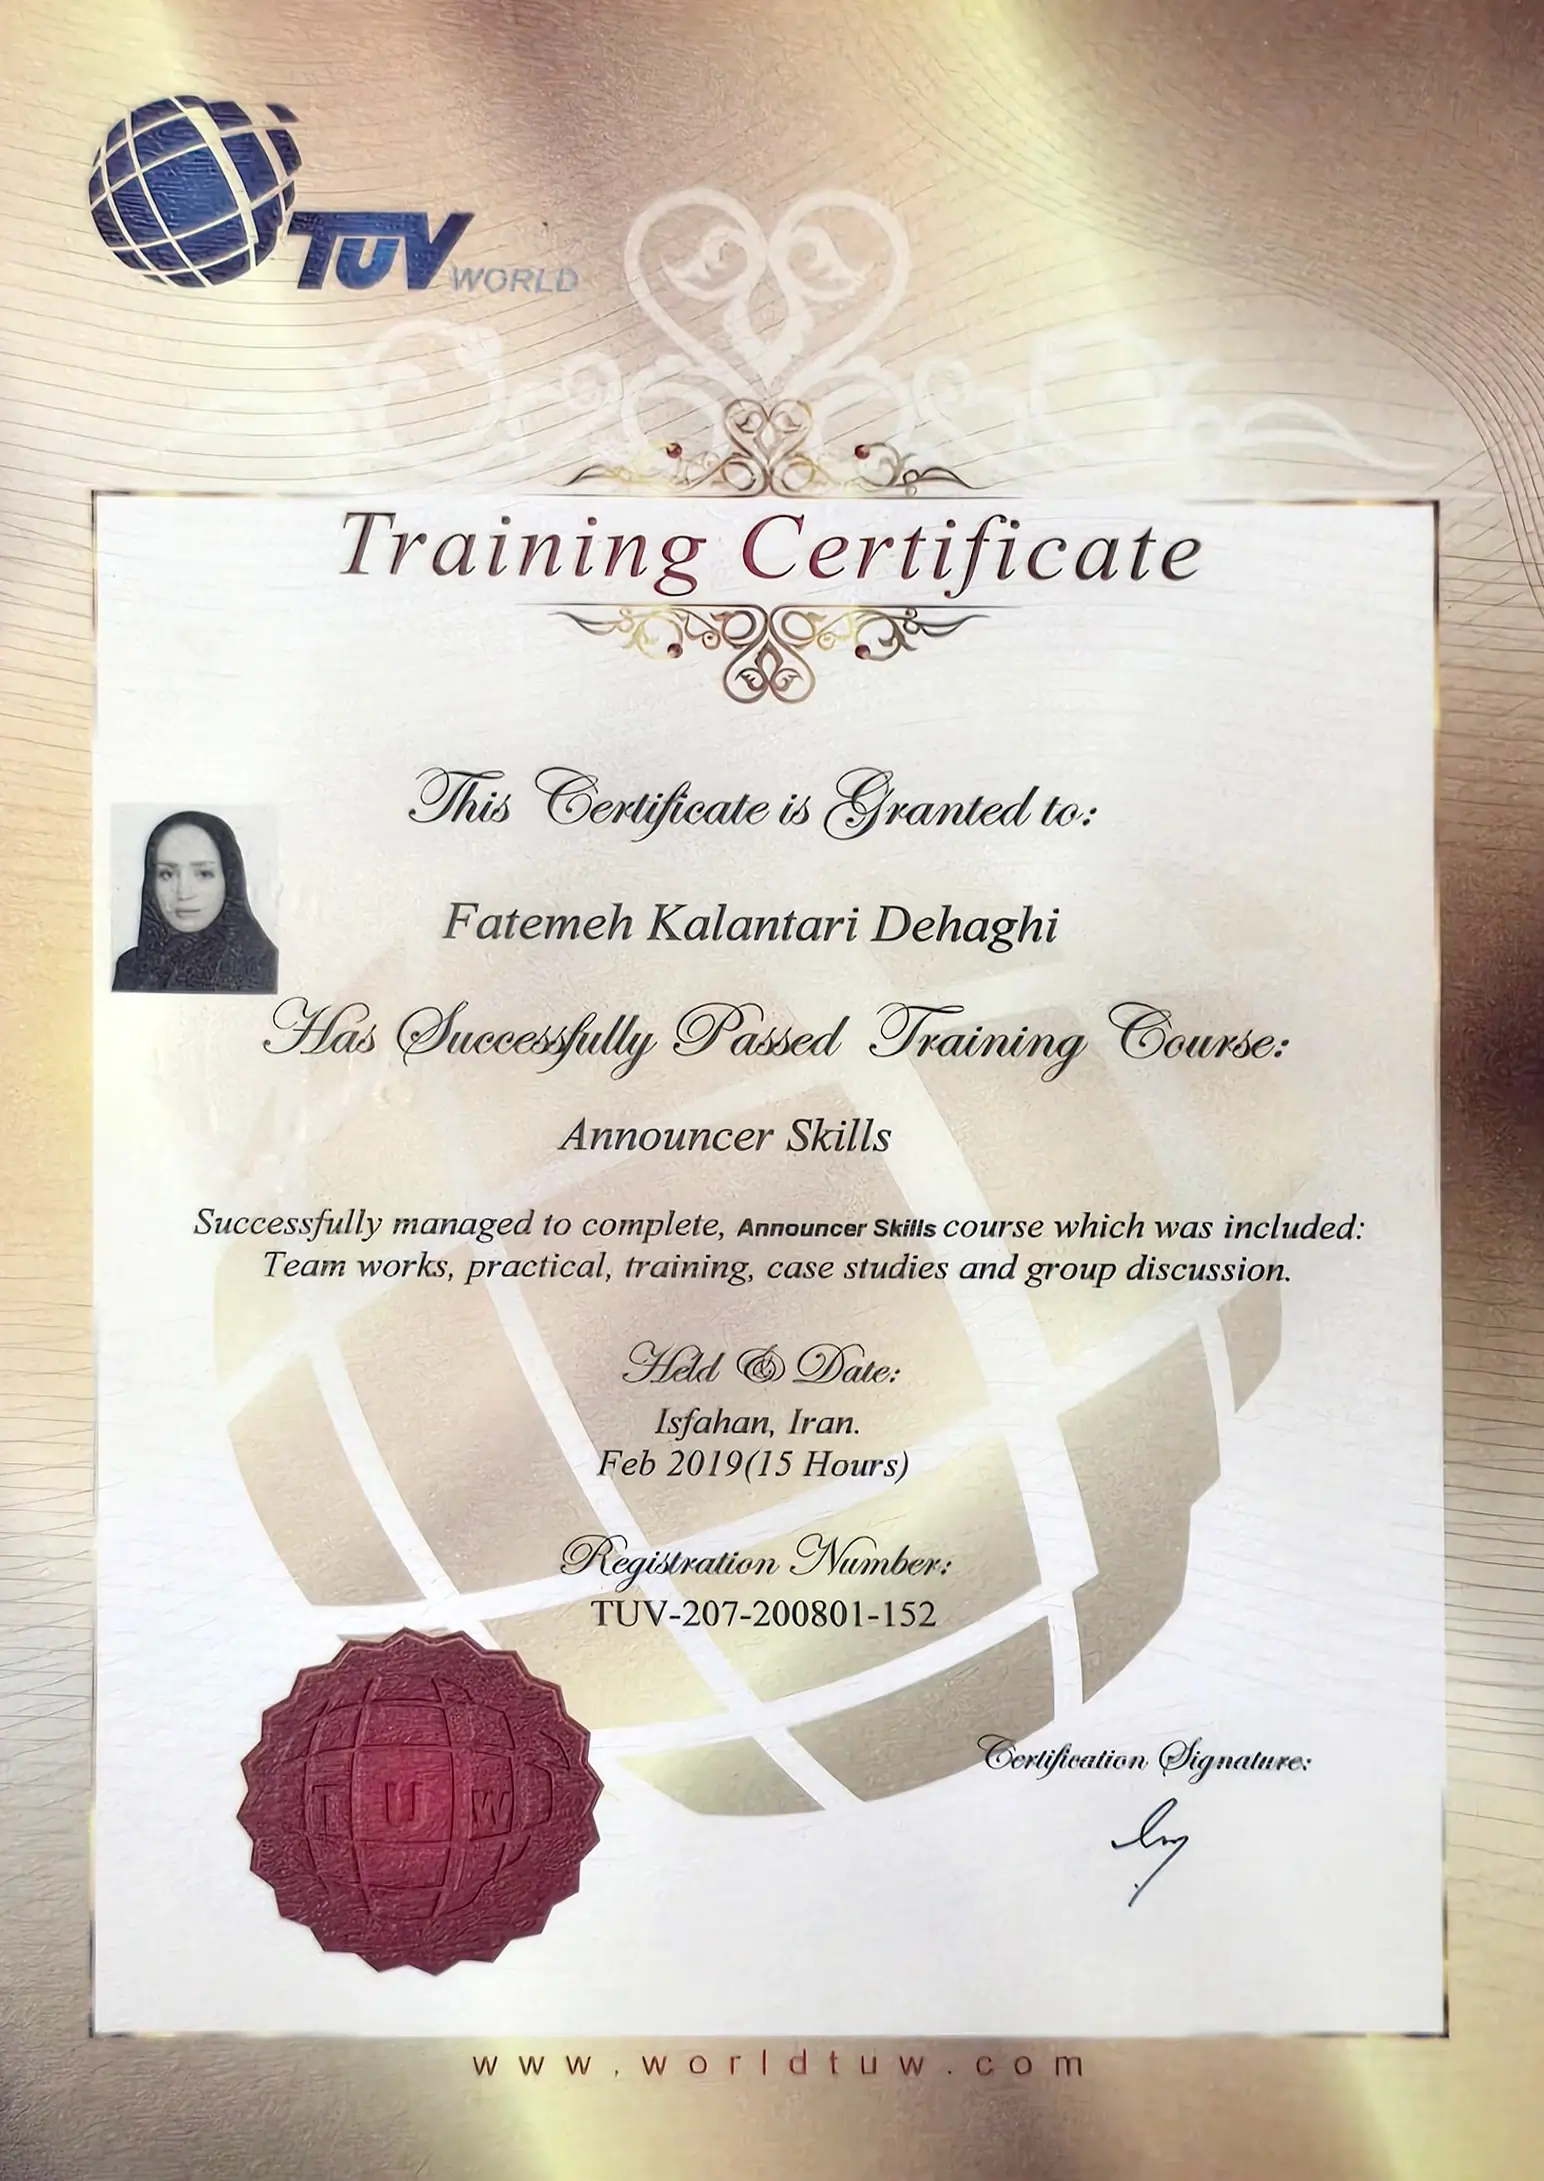 TUV WORLD
Training Certificate
This Certificate is Granted to:
Fatemeh Kalantari Dehaghi
Has Successfully Passed Training Course:
Announcer Skills
Successfully managed to complete, Announcer Skills course which was included:
Team works, practical, training, case studies and group discussion.
Held & Date:
Isfahan, Iran.
Feb 2019(15 Hours)
Registration Number:
TUV-207-200801-152
T U W
Certification Signature:
www.worldtuw.com